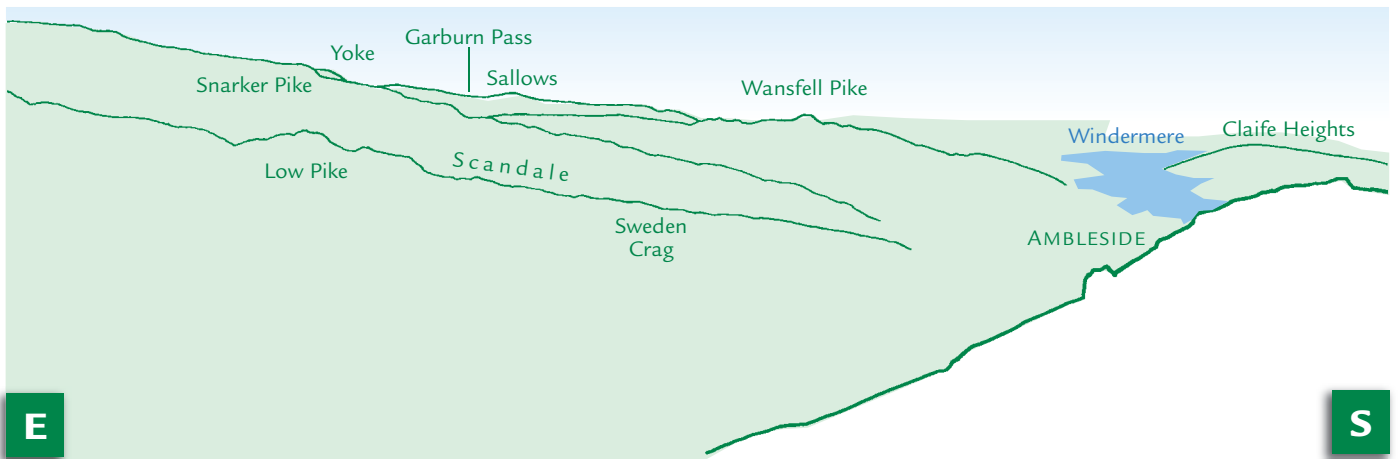 Garburn Pass
Yoke
Sallows
Snarker Pike
Wansfell Pike
Windermere
Claife Heights
Low Pike
Scandale
Sweden
Crag
AMBLESIDE
E
S